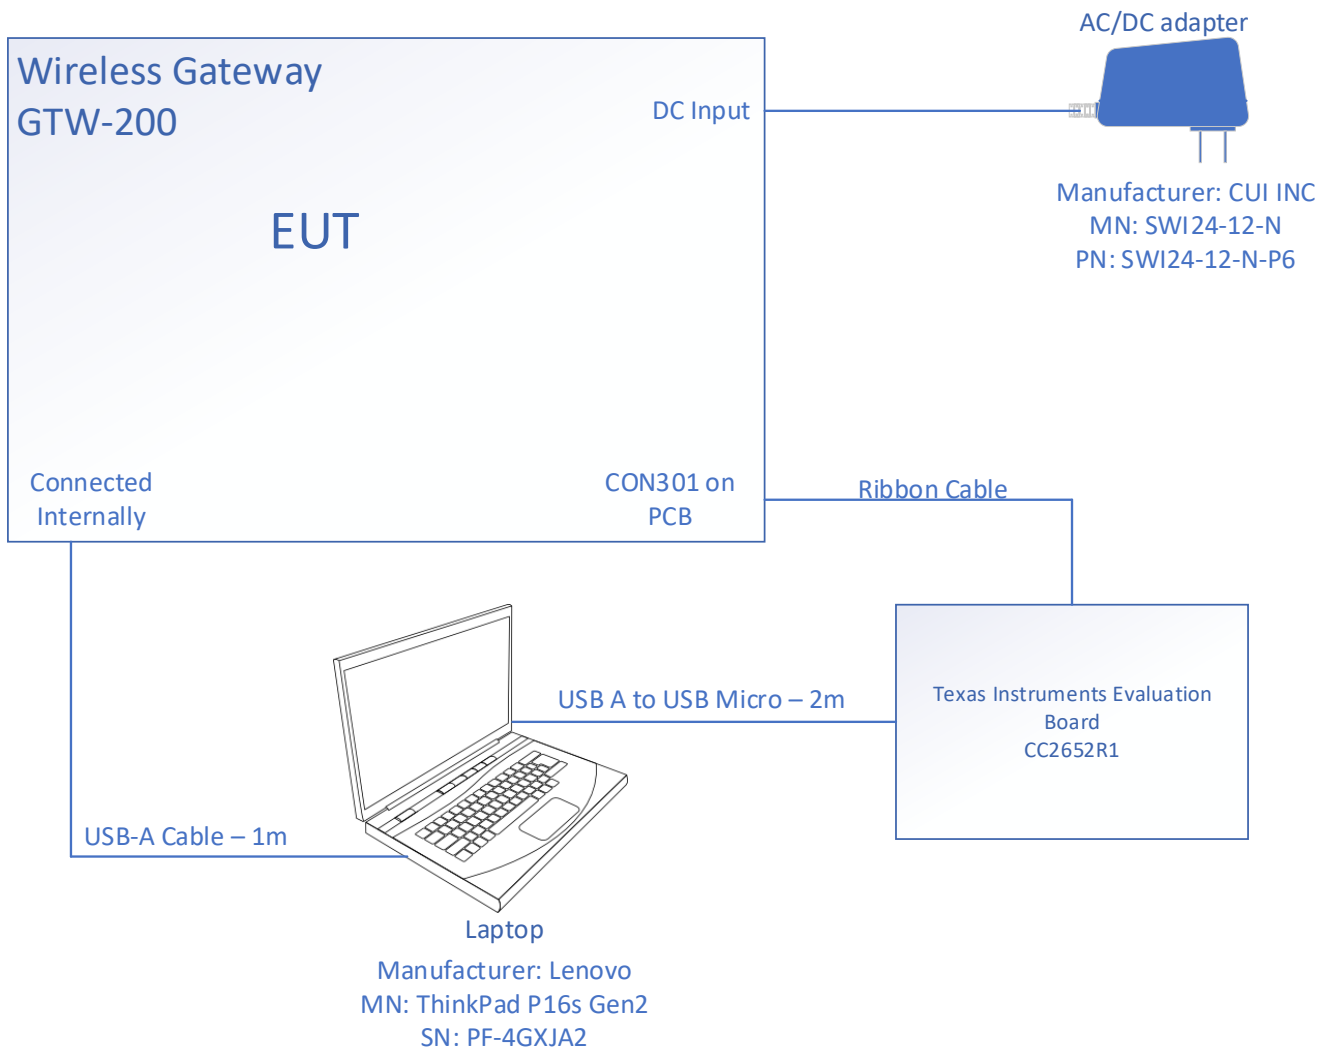 AC/DC adapter
Wireless Gateway
GTW-200
DC Input
EUT
Manufacturer: CUI INC
MN: SWI24-12-N
PN: SWI24-12-N-P6
Connected
Internally
CON301 on
PCB
Ribbon Cable
USB A to USB Micro – 2m
Texas Instruments Evaluation
Board
CC2652R1
USB-A Cable – 1m
Laptop
Manufacturer: Lenovo
MN: ThinkPad P16s Gen2
SN: PF-4GXJA2